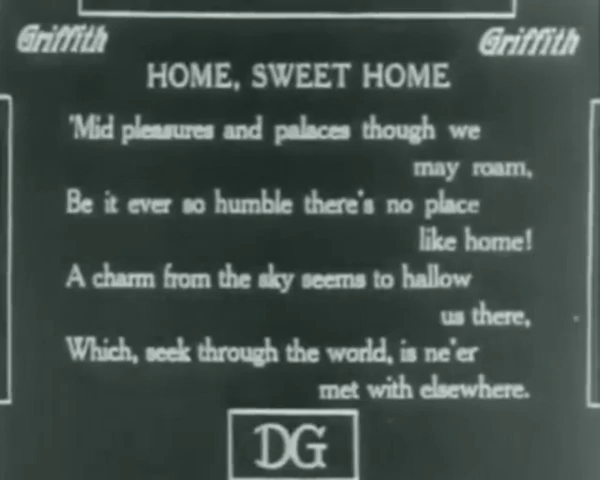 Griffith Griffith
HOME, SWEET HOME
'Mid pleasures and palaces though we
may roam,
Be it ever so humble there's no place
like home!
A charm from the sky seems to hallow
us there,
Which, seek through the world, is ne'er
met with elsewhere.
DG